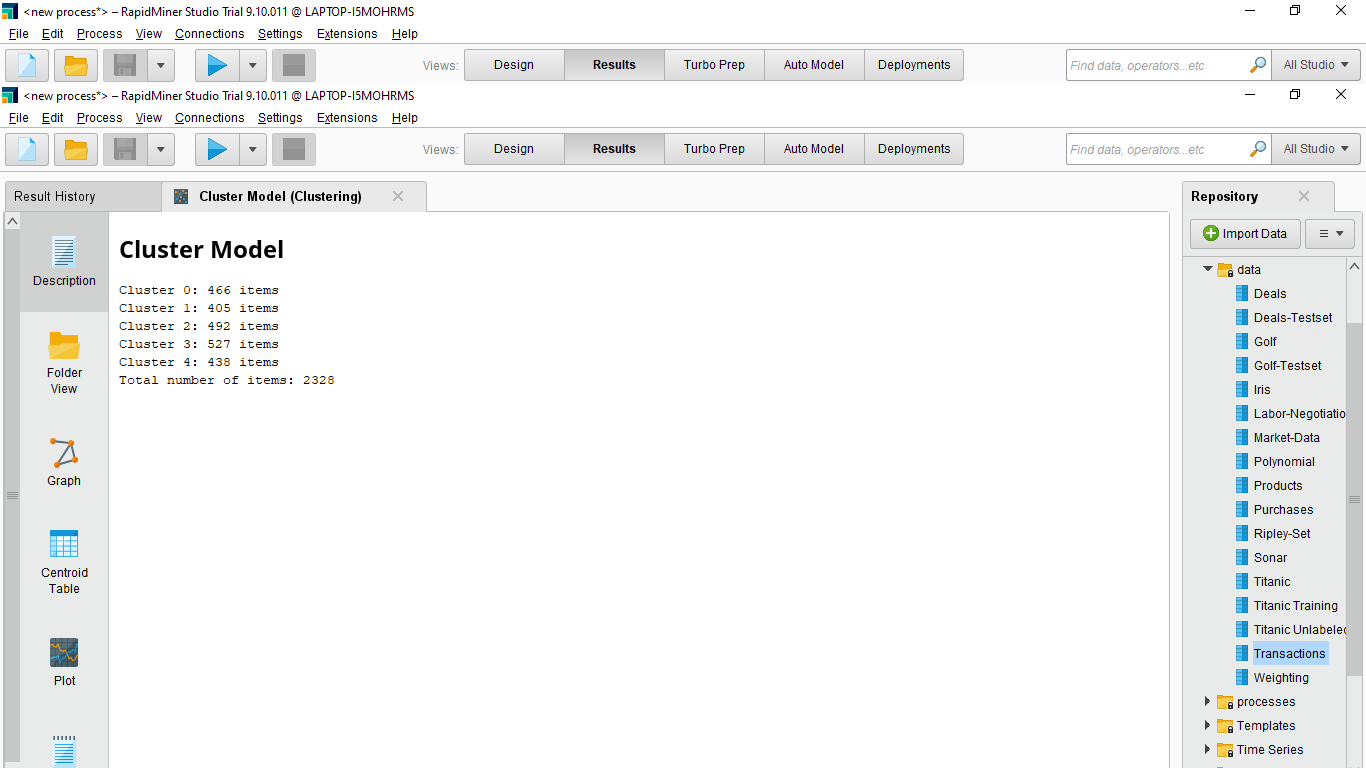 <new process*> – RapidMiner Studio Trial 9.10.011 @ LAPTOP-I5MOHRMS
File Edit Process View Connections Settings Extensions Help
Views: Design Results Turbo Prep Auto Model Deployments Find data, operators...etc All Studio
<new process*> – RapidMiner Studio Trial 9.10.011 @ LAPTOP-I5MOHRMS
File Edit Process View Connections Settings Extensions Help
Views: Design Results Turbo Prep Auto Model Deployments Find data, operators...etc All Studio
Result History
Cluster Model (Clustering)
Description
Folder
View
Graph
Centroid
Table
Plot
Cluster Model
Cluster 0: 466 items
Cluster 1: 405 items
Cluster 2: 492 items
Cluster 3: 527 items
Cluster 4: 438 items
Total number of items: 2328
Repository
Import Data
data
Deals
Deals-Testset
Golf
Golf-Testset
Iris
Labor-Negotiatio
Market-Data
Polynomial
Products
Purchases
Ripley-Set
Sonar
Titanic
Titanic Training
Titanic Unlabeled
Transactions
Weighting
processes
Templates
Time Series